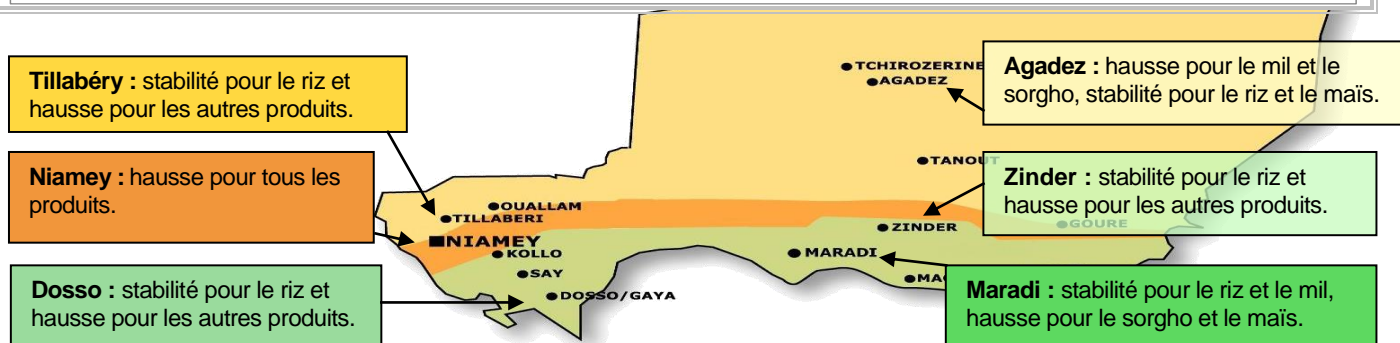 Tillabéry : stabilité pour le riz et
hausse pour les autres produits.
Niamey : hausse pour tous les
produits.
Dosso : stabilité pour le riz et
hausse pour les autres produits.
Agadez : hausse pour le mil et le
sorgho, stabilité pour le riz et le maïs.
Zinder : stabilité pour le riz et
hausse pour les autres produits.
Maradi : stabilité pour le riz et le mil,
hausse pour le sorgho et le maïs.
TCHIROZERINE
AGADEZ
TANOUT
OUALLAM
TILLABERI
NIAMEY
KOLLO
SAY
DOSSO/GAYA
ZINDER
GOURE
MARADI